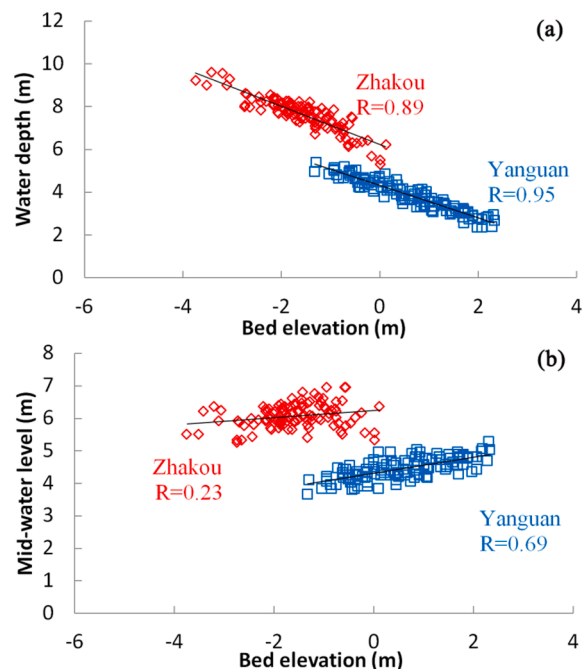 (a)
12
10
8
6
4
2
0
Water depth (m)
Zhakou
R=0.89
Yanguan
R=0.95
-6
-4
-2
0
2
4
Bed elevation (m)
(b)
8
7
6
5
4
3
2
1
0
Mid-water level (m)
Zhakou
R=0.23
Yanguan
R=0.69
-6
-4
-2
0
2
4
Bed elevation (m)